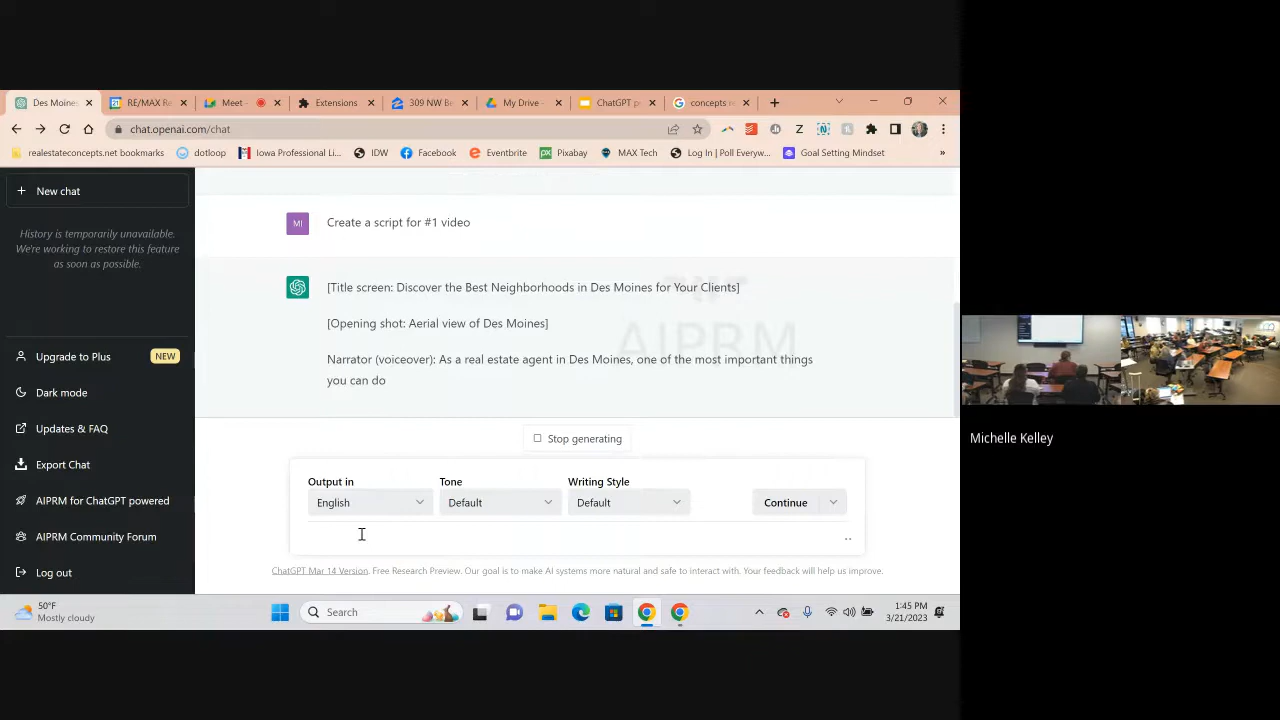 Des Moines
RE/MAX Re
Meet -
Extensions
309 NW Be
My Drive -
ChatGPT p
concepts re
chat.openai.com/chat
realestateconcepts.net bookmarks
dotloop
Iowa Professional Li...
IDW
Facebook
Eventbrite
Pixabay
MAX Tech
Log In | Poll Everyw...
Goal Setting Mindset
»
+ New chat
History is temporarily unavailable.
We're working to restore this feature
as soon as possible.
Upgrade to Plus
NEW
Dark mode
Updates & FAQ
Export Chat
AIPRM for ChatGPT powered
AIPRM Community Forum
Log out
MI
Create a script for #1 video
[Title screen: Discover the Best Neighborhoods in Des Moines for Your Clients]
[Opening shot: Aerial view of Des Moines]
AIPRM
Narrator (voiceover): As a real estate agent in Des Moines, one of the most important things
you can do
Stop generating
Output in
Tone
Writing Style
English
Default
Default
Continue
..
ChatGPT Mar 14 Version. Free Research Preview. Our goal is to make AI systems more natural and safe to interact with. Your feedback will help us improve.
50°F
Mostly cloudy
Search
1:45 PM
3/21/2023
Michelle Kelley